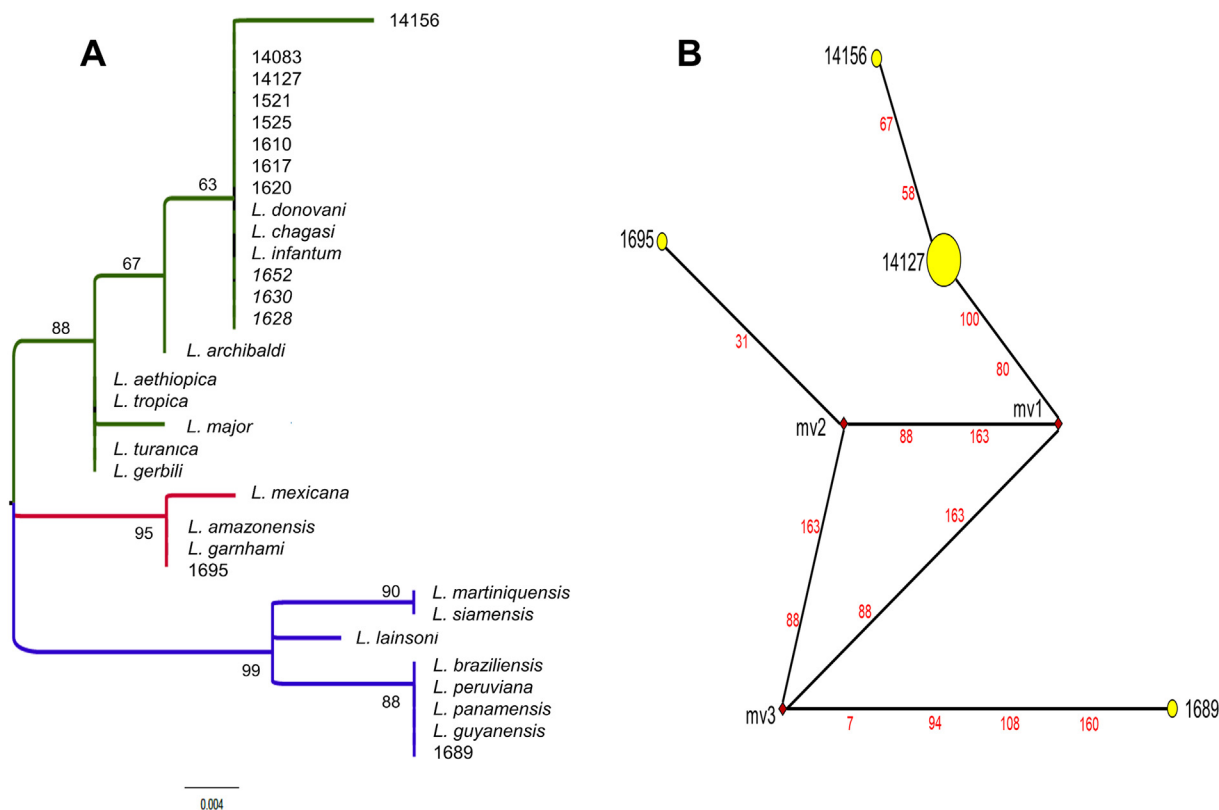 A
14156
14083
14127
1521
1525
1610
1617
1620
63
L. donovani
L. chagasi
L. infantum
1652
1630
1628
67
88
L. archibaldi
L. aethiopica
L. tropica
L. major
L. turanica
L. gerbili
L. mexicana
95
L. amazonensis
L. garnhami
1695
90
L. martiniquensis
L. siamensis
L. lainsoni
99
L. braziliensis
L. peruviana
88
L. panamensis
L. guyanensis
1689
0.004
B
14156
67
58
1695
14127
100
31
80
mv1
mv2
88 163
163
163
88
88
mv3
7 94 108 160
1689